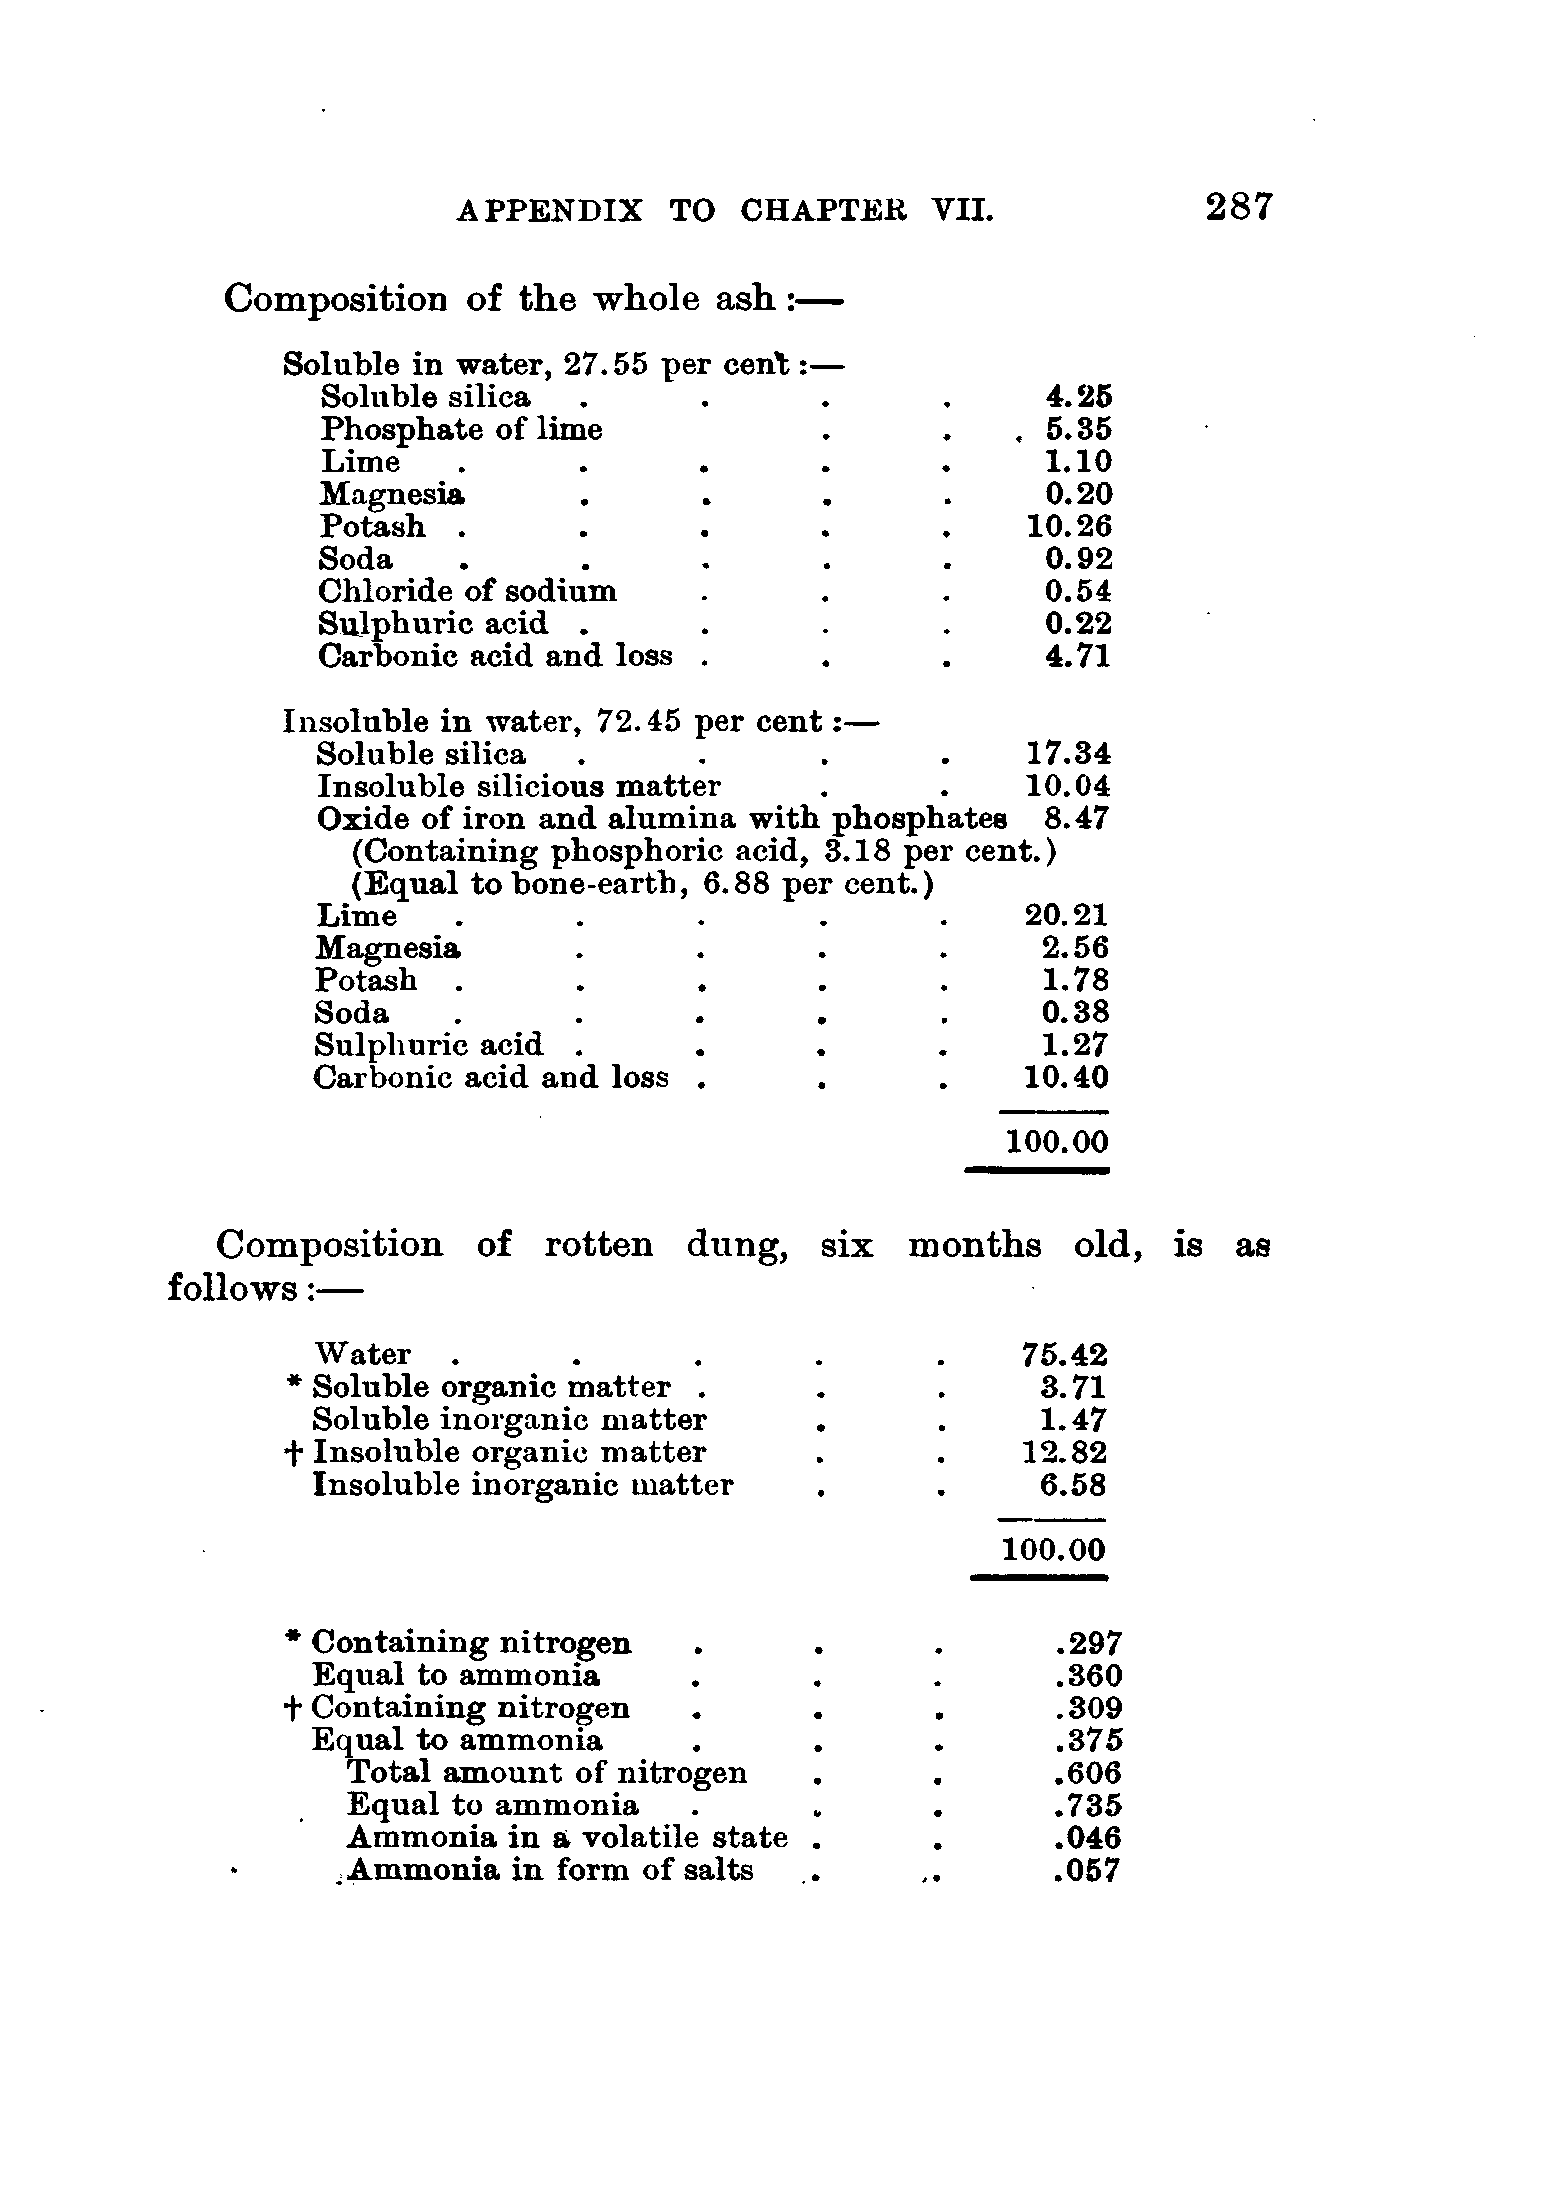 APPENDIX TO CHAPTER VII. 287
Composition of the whole ash :—
Soluble in water, 27.55 per cent :—
Soluble silica . . . . 4.25
Phosphate of lime . . . 5.35
Lime . . . . . 1.10
Magnesia . . . . 0.20
Potash . . . . . 10.26
Soda . . . . . 0.92
Chloride of sodium . . . 0.54
Sulphuric acid . . . . 0.22
Carbonic acid and loss . . . 4.71
Insoluble in water, 72.45 per cent :—
Soluble silica . . . . 17.34
Insoluble silicious matter . . 10.04
Oxide of iron and alumina with phosphates 8.47
(Containing phosphoric acid, 3.18 per cent.)
(Equal to bone-earth, 6.88 per cent.)
Lime . . . . . 20.21
Magnesia . . . . 2.56
Potash . . . . . 1.78
Soda . . . . . 0.38
Sulphuric acid . . . . 1.27
Carbonic acid and loss . . . 10.40
100.00
Composition of rotten dung, six months old, is as
follows :—
Water . . . . . 75.42
* Soluble organic matter . . . 3.71
Soluble inorganic matter . . 1.47
† Insoluble organic matter . . 12.82
Insoluble inorganic matter . . 6.58
100.00
* Containing nitrogen . . . .297
Equal to ammonia . . . .360
† Containing nitrogen . . . .309
Equal to ammonia . . . .375
Total amount of nitrogen . . .606
Equal to ammonia . . . .735
Ammonia in a volatile state . . .046
Ammonia in form of salts . . .057